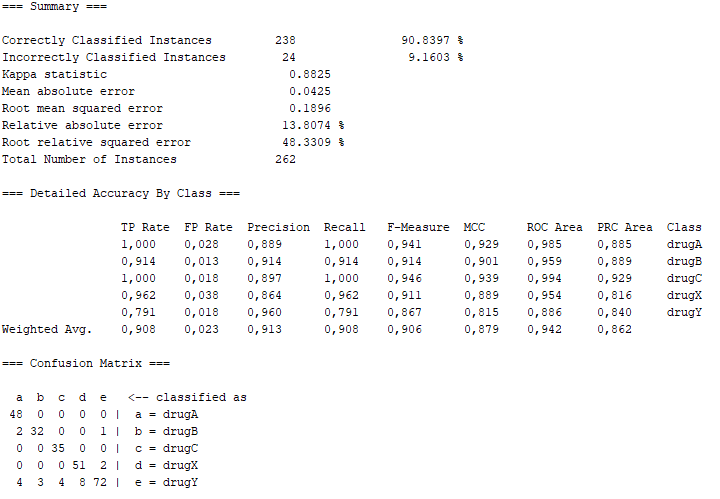 === Summary ===
Correctly Classified Instances 238 90.8397 %
Incorrectly Classified Instances 24 9.1603 %
Kappa statistic 0.8825
Mean absolute error 0.0425
Root mean squared error 0.1896
Relative absolute error 13.8074 %
Root relative squared error 48.3309 %
Total Number of Instances 262
=== Detailed Accuracy By Class ===
TP Rate FP Rate Precision Recall F-Measure MCC ROC Area PRC Area Class
1,000 0,028 0,889 1,000 0,941 0,929 0,985 0,885 drugA
0,914 0,013 0,914 0,914 0,914 0,901 0,959 0,889 drugB
1,000 0,018 0,897 1,000 0,946 0,939 0,994 0,929 drugC
0,962 0,038 0,864 0,962 0,911 0,889 0,954 0,816 drugX
0,791 0,018 0,960 0,791 0,867 0,815 0,886 0,840 drugY
Weighted Avg. 0,908 0,023 0,913 0,908 0,906 0,879 0,942 0,862
=== Confusion Matrix ===
a b c d e <-- classified as
48 0 0 0 0 | a = drugA
2 32 0 0 1 | b = drugB
0 0 35 0 0 | c = drugC
0 0 0 51 2 | d = drugX
4 3 4 8 72 | e = drugY